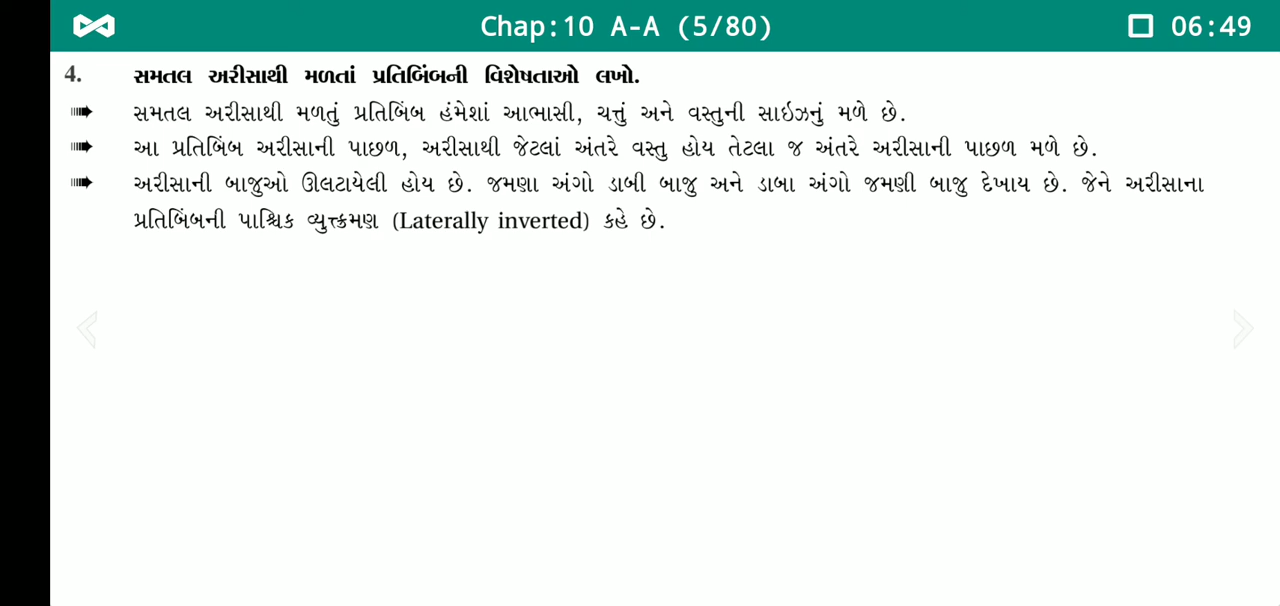 Chap:10 A-A (5/80)
06:49
4. સમતલ અરીસાથી મળતાં પ્રતિબિંબની વિશેષતાઓ લખો.
સમતલ અરીસાથી મળતું પ્રતિબિંબ હંમેશાં આભાસી, ચત્તું અને વસ્તુની સાઇઝનું મળે છે.
આ પ્રતિબિંબ અરીસાની પાછળ, અરીસાથી જેટલાં અંતરે વસ્તુ હોય તેટલા જ અંતરે અરીસાની પાછળ મળે છે.
અરીસાની બાજુઓ ઊલટાયેલી હોય છે. જમણા અંગો ડાબી બાજુ અને ડાબા અંગો જમણી બાજુ દેખાય છે. જેને અરીસાના
પ્રતિબિંબની પાશ્ચિક વ્યુત્ક્રમણ (Laterally inverted) કહે છે.